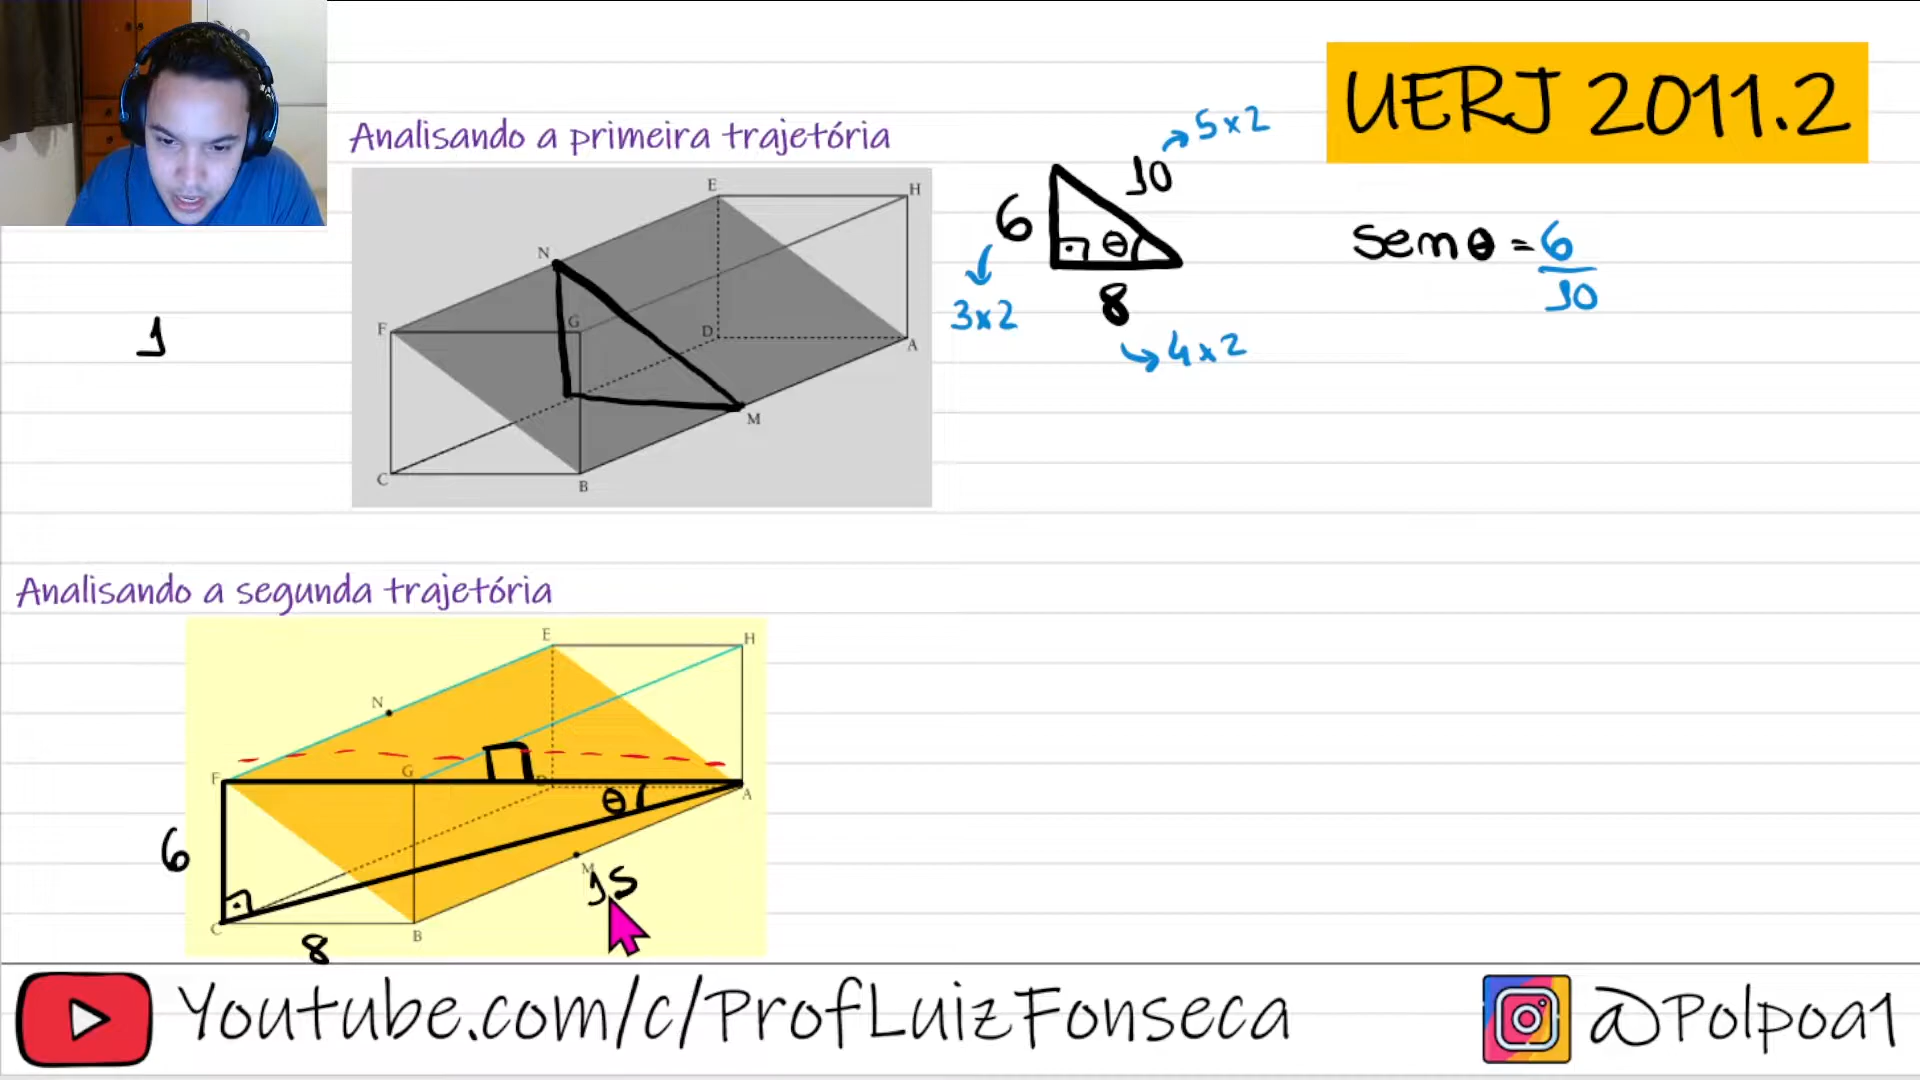 UERJ 2011.2
Analisando a primeira trajetória
E
H
N
F
G
D
A
M
C
B
6
10
→ 5x2
θ
8
3x2
→ 4x2
senθ = 6/10
1
Analisando a segunda trajetória
E
H
N
F
G
D
A
θ
6
M
15
C
B
8
Youtube.com/c/ProfLuizFonseca
@Polpoa1